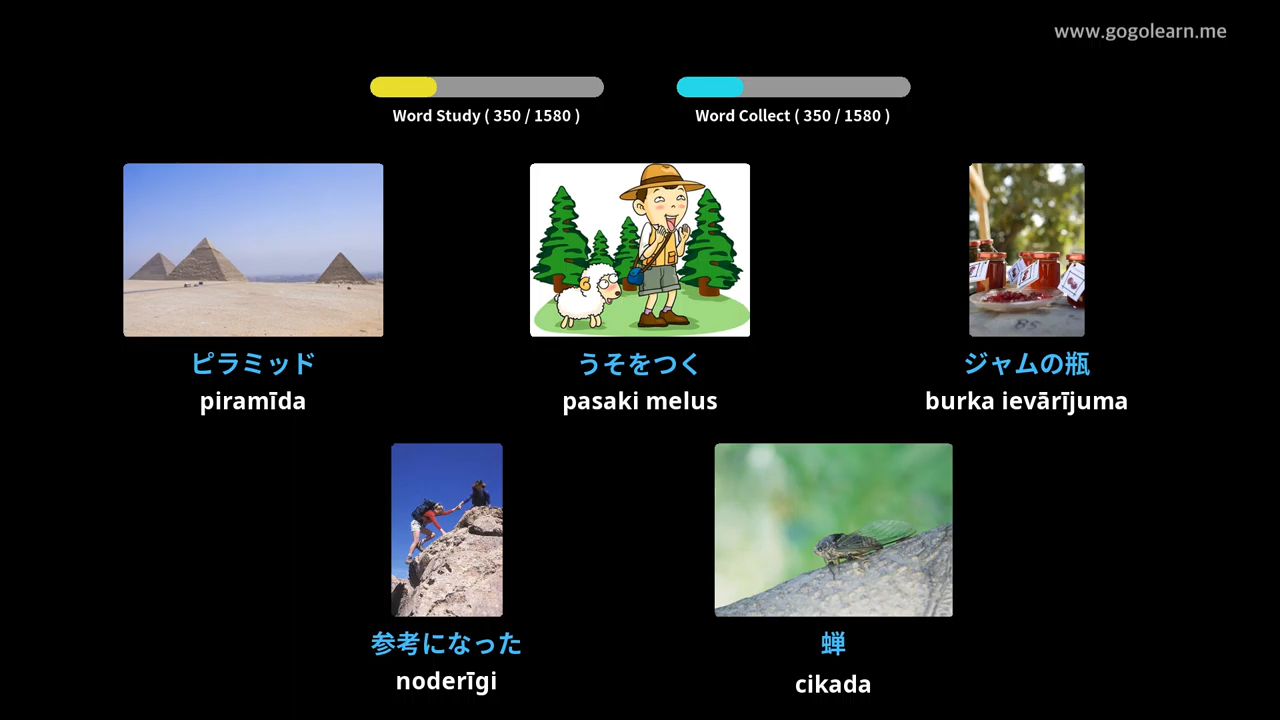 www.gogolearn.me
Word Study ( 350 / 1580 )
Word Collect ( 350 / 1580 )
ピラミッド
piramīda
うそをつく
pasaki melus
ジャムの瓶
burka ievārījuma
参考になった
noderīgi
蝉
cikada